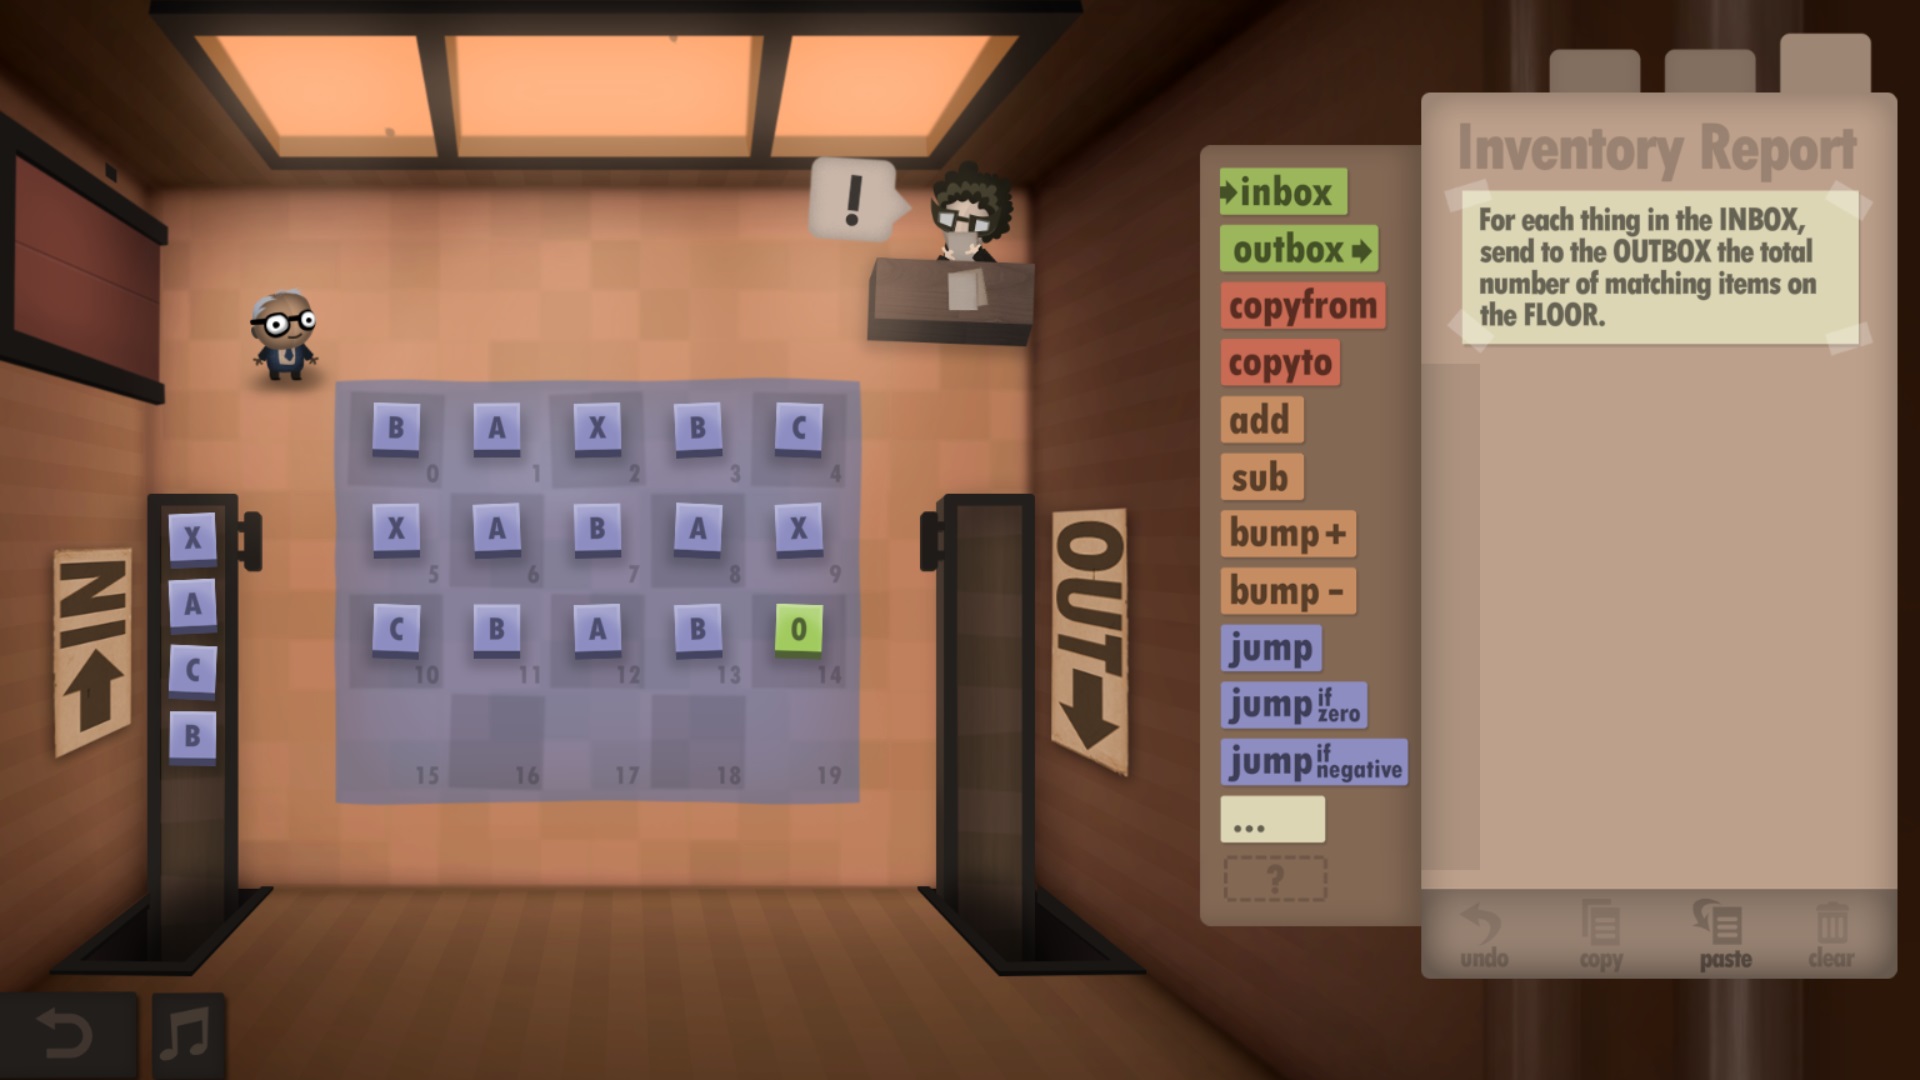 Inventory Report
For each thing in the INBOX,
send to the OUTBOX the total
number of matching items on
the FLOOR.
inbox
outbox
copyfrom
copyto
add
sub
bump +
bump -
jump
jump if zero
jump if negative
...
?
!
B A X B C
0 1 2 3 4
X A B A X
5 6 7 8 9
C B A B 0
10 11 12 13 14
15 16 17 18 19
IN
X
A
C
B
OUT
undo copy paste clear